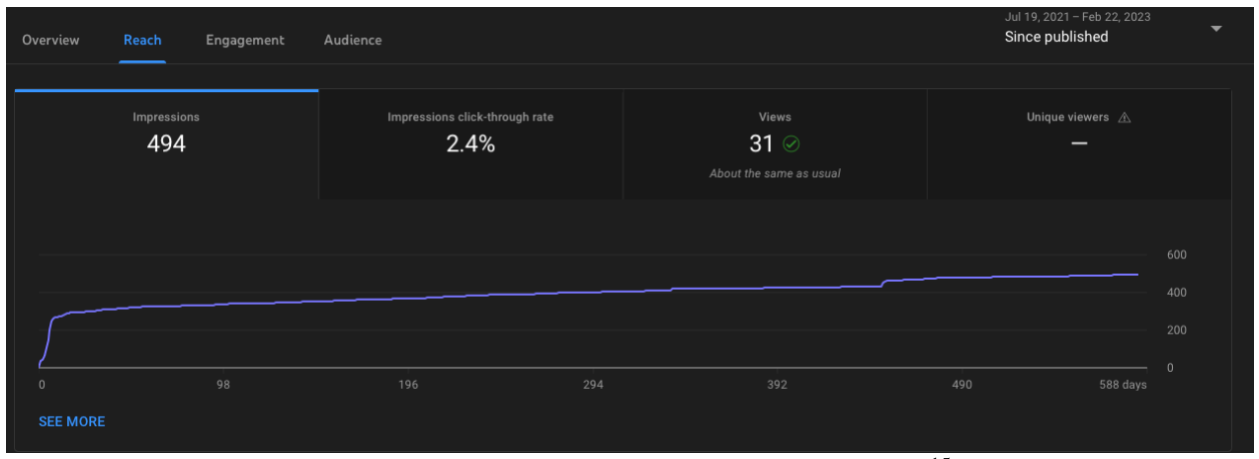 Jul 19, 2021 – Feb 22, 2023
Overview Reach Engagement Audience Since published
Impressions Impressions click-through rate Views Unique viewers
494 2.4% 31 —
About the same as usual
600
400
200
0
0 98 196 294 392 490 588 days
SEE MORE